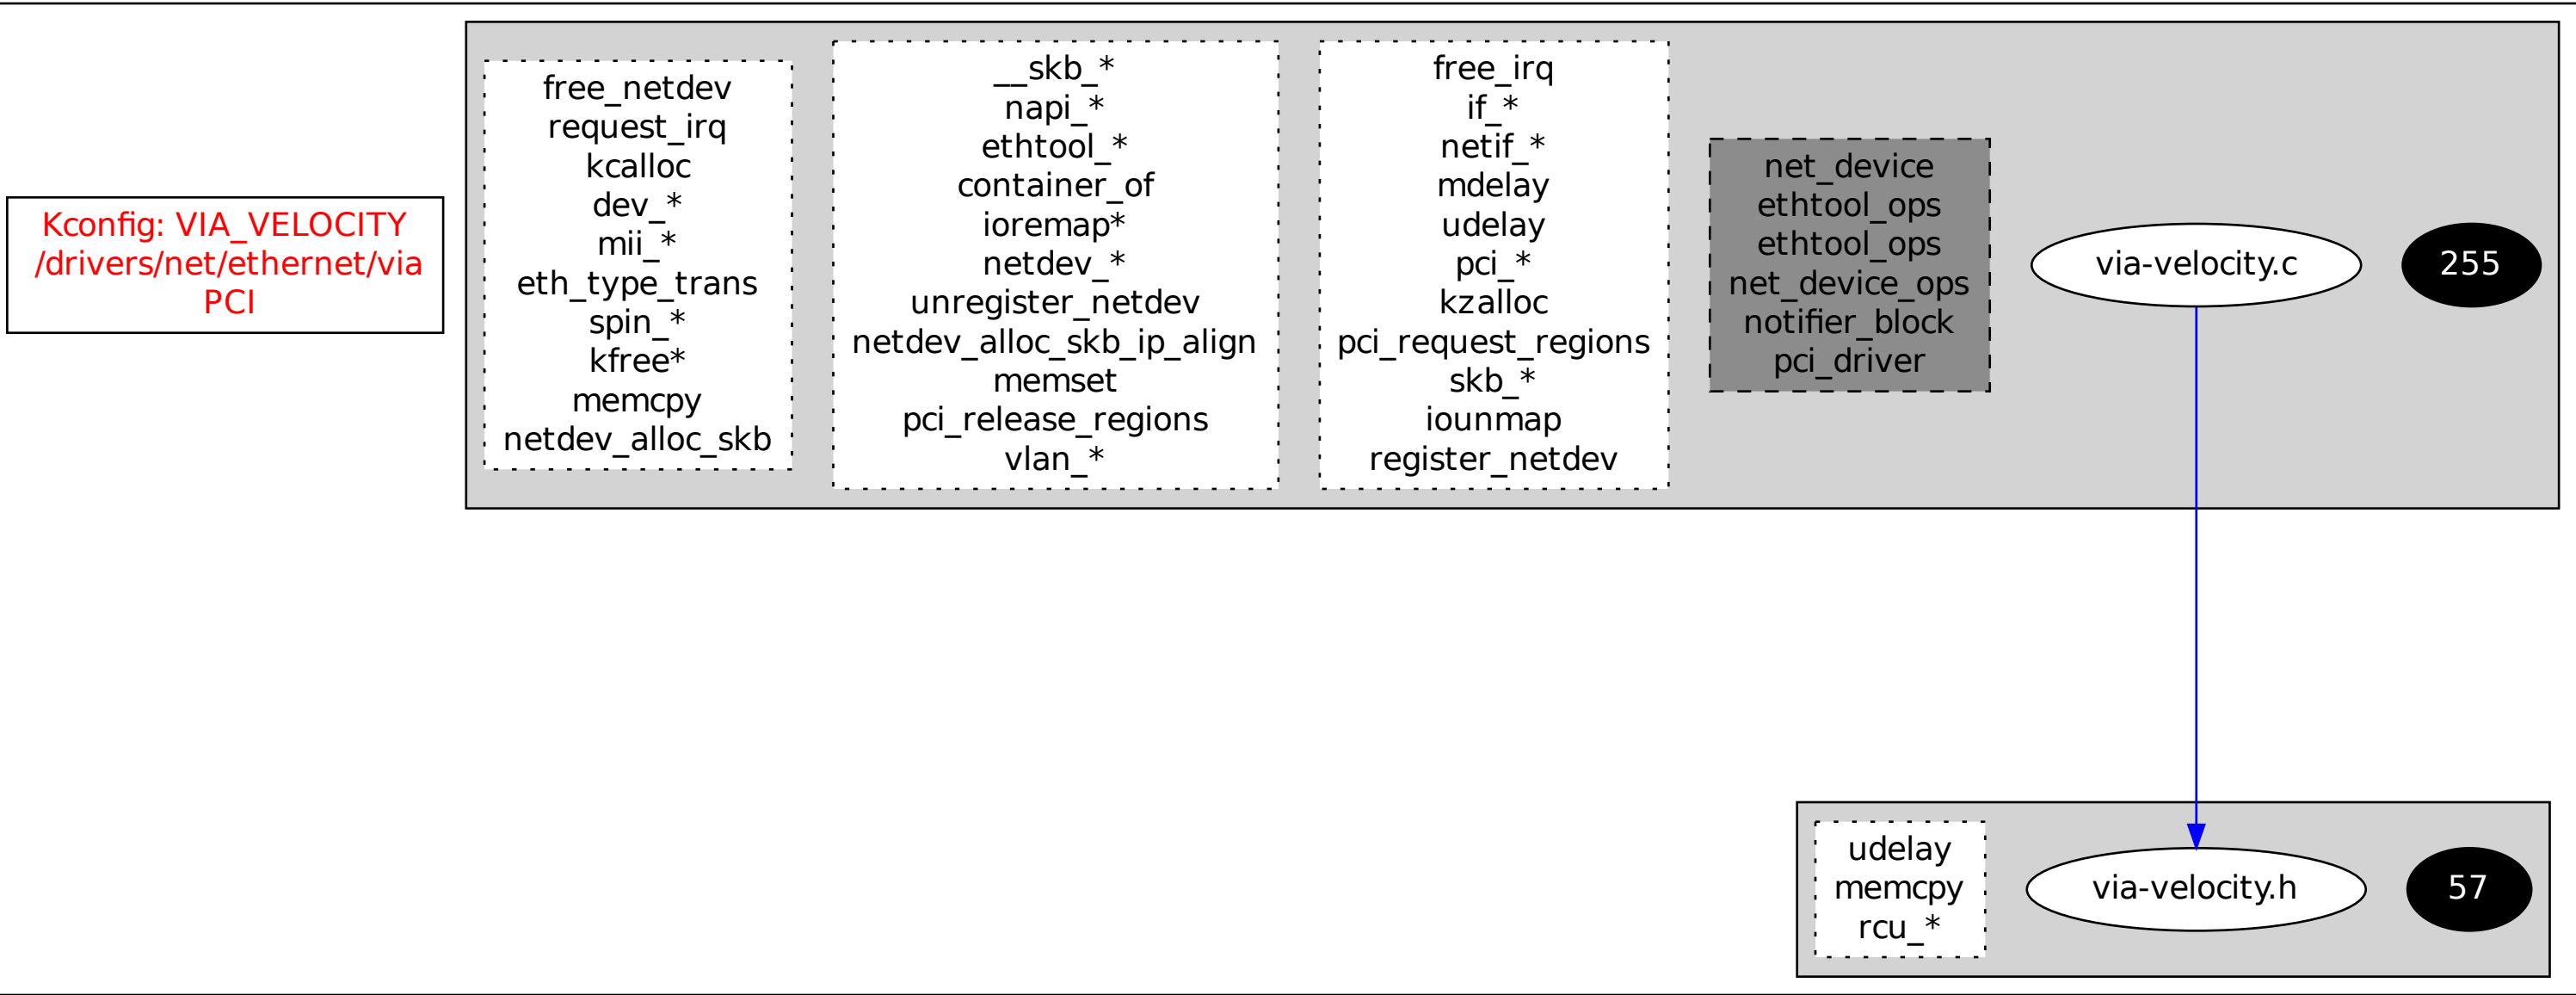 Kconfig: VIA_VELOCITY
/drivers/net/ethernet/via
PCI
free_netdev
request_irq
kcalloc
dev_*
mii_*
eth_type_trans
spin_*
kfree*
memcpy
netdev_alloc_skb
__skb_*
napi_*
ethtool_*
container_of
ioremap*
netdev_*
unregister_netdev
netdev_alloc_skb_ip_align
memset
pci_release_regions
vlan_*
free_irq
if_*
netif_*
mdelay
udelay
pci_*
kzalloc
pci_request_regions
skb_*
iounmap
register_netdev
net_device
ethtool_ops
ethtool_ops
net_device_ops
notifier_block
pci_driver
via-velocity.c
255
udelay
memcpy
rcu_*
via-velocity.h
57